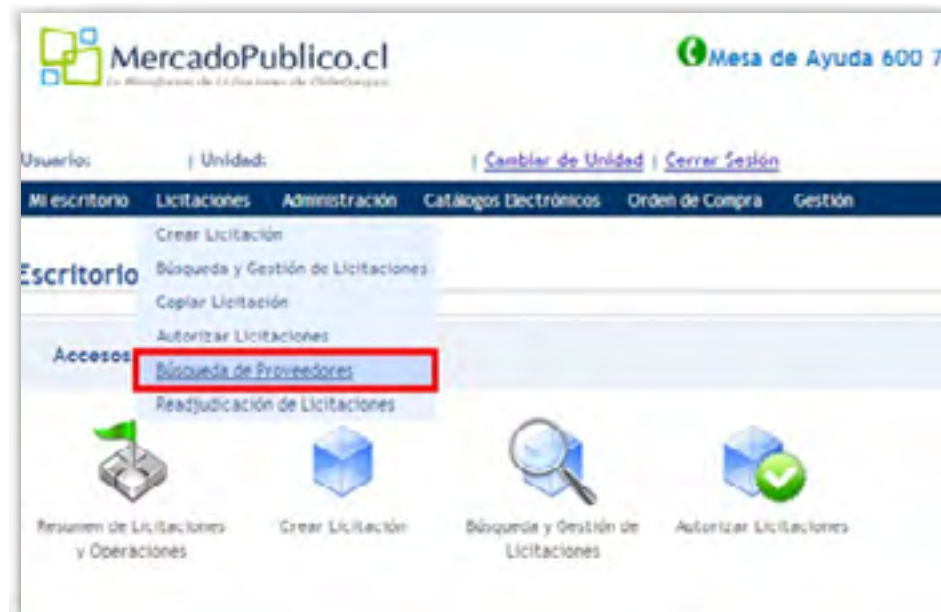 MercadoPublico.cl
Mesa de Ayuda 600 7
Usuario: | Unidad: | Cambiar de Unidad | Cerrar Sesión
Mi escritorio Licitaciones Administración Catálogos Electrónicos Orden de Compra Gestión
Crear Licitación
Escritorio
Búsqueda y Gestión de Licitaciones
Copiar Licitación
Autorizar Licitaciones
Accesos
Búsqueda de Proveedores
Readjudicación de Licitaciones
Resumen de Licitaciones
y Operaciones
Crear Licitación
Búsqueda y Gestión de
Licitaciones
Autorizar Licitaciones